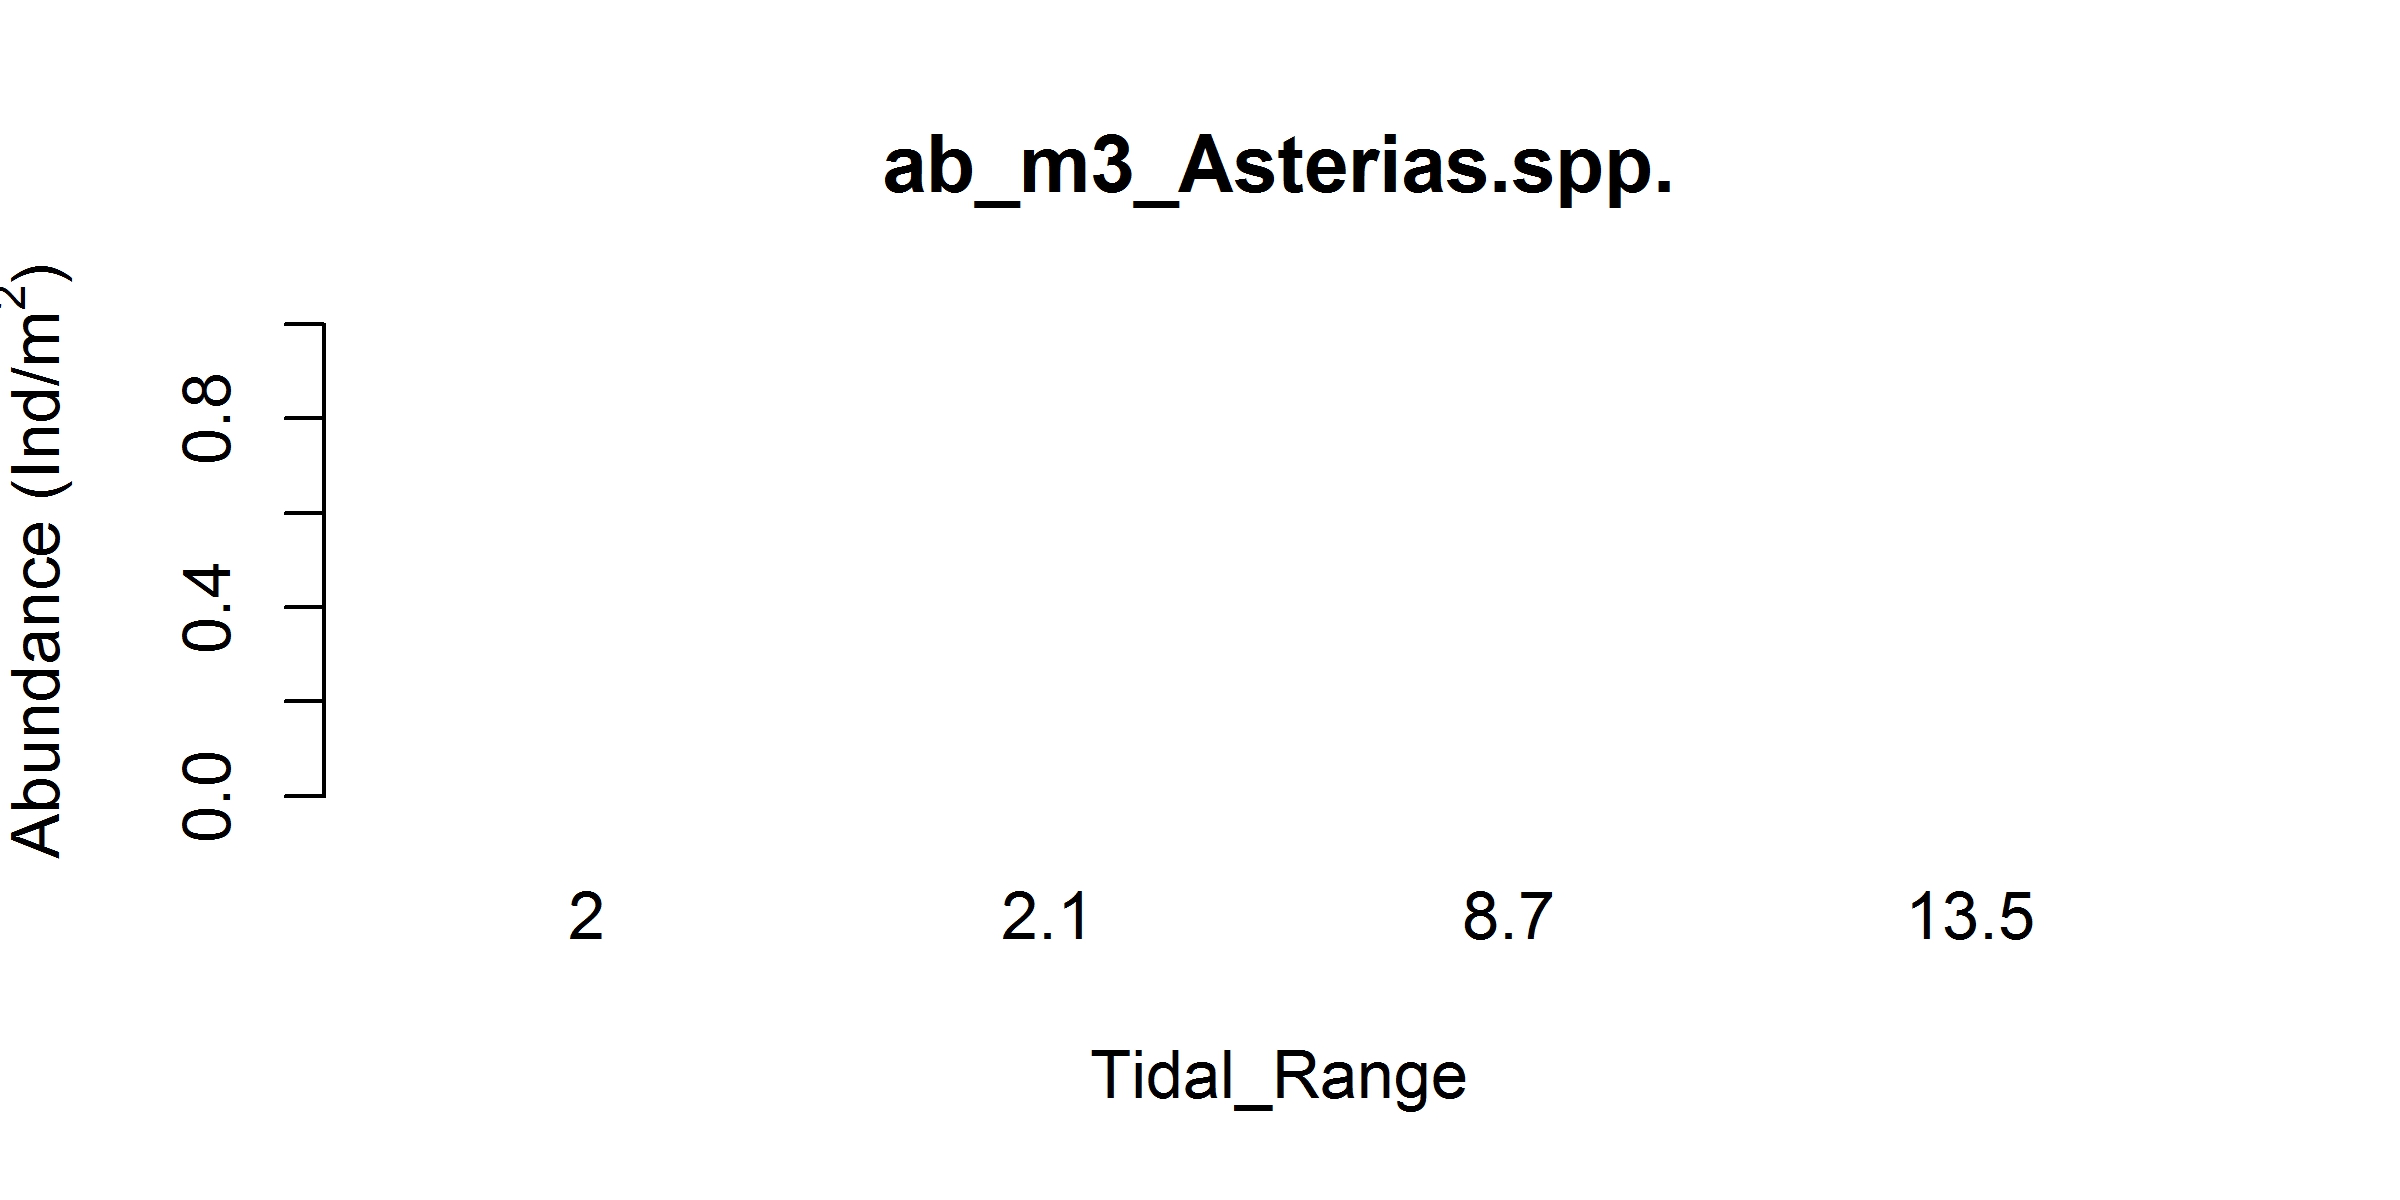 ab_m3_Asterias.spp.
Abundance (Ind/m²)
0.8
0.4
0.0
2 2.1 8.7 13.5
Tidal_Range